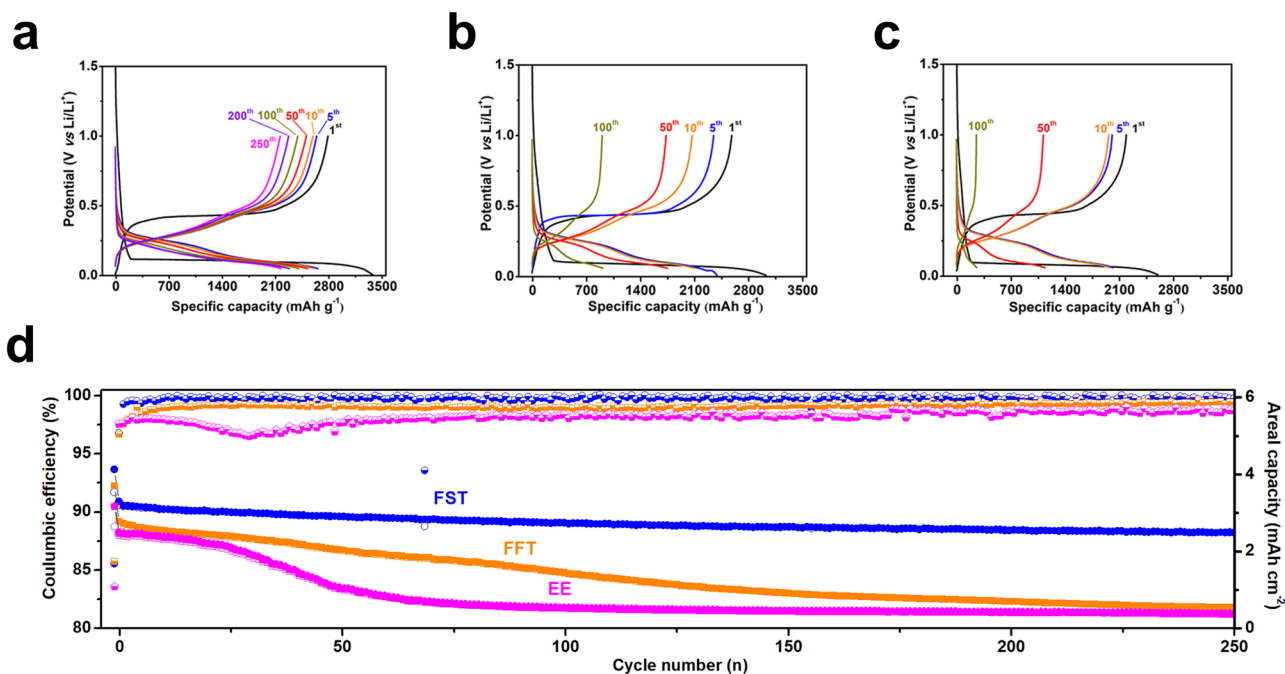 a
b
c
1.5
1.0
0.5
0.0
Potential (V vs Li/Li⁺)
200ᵗʰ 100ᵗʰ 50ᵗʰ 10ᵗʰ 5ᵗʰ
1ˢᵗ
250ᵗʰ
0 700 1400 2100 2800 3500
Specific capacity (mAh g⁻¹)
1.5
1.0
0.5
0.0
Potential (V vs Li/Li⁺)
100ᵗʰ 50ᵗʰ 10ᵗʰ 5ᵗʰ 1ˢᵗ
0 700 1400 2100 2800 3500
Specific capacity (mAh g⁻¹)
1.5
1.0
0.5
0.0
Potential (V vs Li/Li⁺)
100ᵗʰ 50ᵗʰ 10ᵗʰ 5ᵗʰ 1ˢᵗ
0 700 1400 2100 2800 3500
Specific capacity (mAh g⁻¹)
d
100
95
90
85
80
Coulumbic efficiency (%)
FST
FFT
EE
6
4
2
0
Areal capacity (mAh cm⁻²)
0 50 100 150 200 250
Cycle number (n)